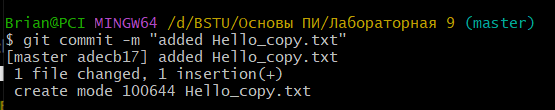 Brian@PCI MINGW64 /d/BSTU/Основы ПИ/Лабораторная 9 (master)
$ git commit -m "added Hello_copy.txt"
[master adecb17] added Hello_copy.txt
 1 file changed, 1 insertion(+)
 create mode 100644 Hello_copy.txt